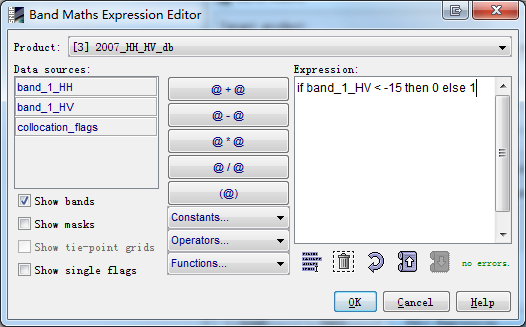 Band Maths Expression Editor
Product: [3] 2007_HH_HV_db
Data sources:
band_1_HH
band_1_HV
collocation_flags
Show bands
Show masks
Show tie-point grids
Show single flags
@ + @
@ - @
@ * @
@ / @
(@)
Constants...
Operators...
Functions...
Expression:
if band_1_HV < -15 then 0 else 1
no errors.
OK
Cancel
Help